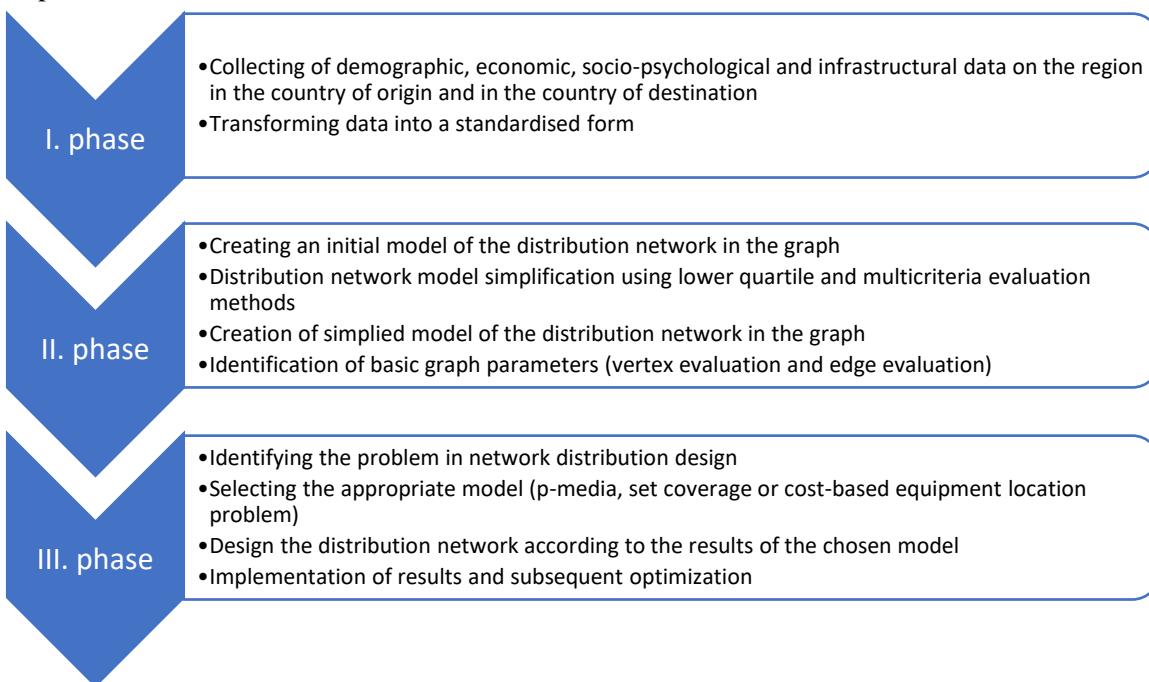 I. phase
•Collecting of demographic, economic, socio-psychological and infrastructural data on the region
in the country of origin and in the country of destination
•Transforming data into a standardised form
II. phase
•Creating an initial model of the distribution network in the graph
•Distribution network model simplification using lower quartile and multicriteria evaluation
methods
•Creation of simplied model of the distribution network in the graph
•Identification of basic graph parameters (vertex evaluation and edge evaluation)
III. phase
•Identifying the problem in network distribution design
•Selecting the appropriate model (p-media, set coverage or cost-based equipment location
problem)
•Design the distribution network according to the results of the chosen model
•Implementation of results and subsequent optimization